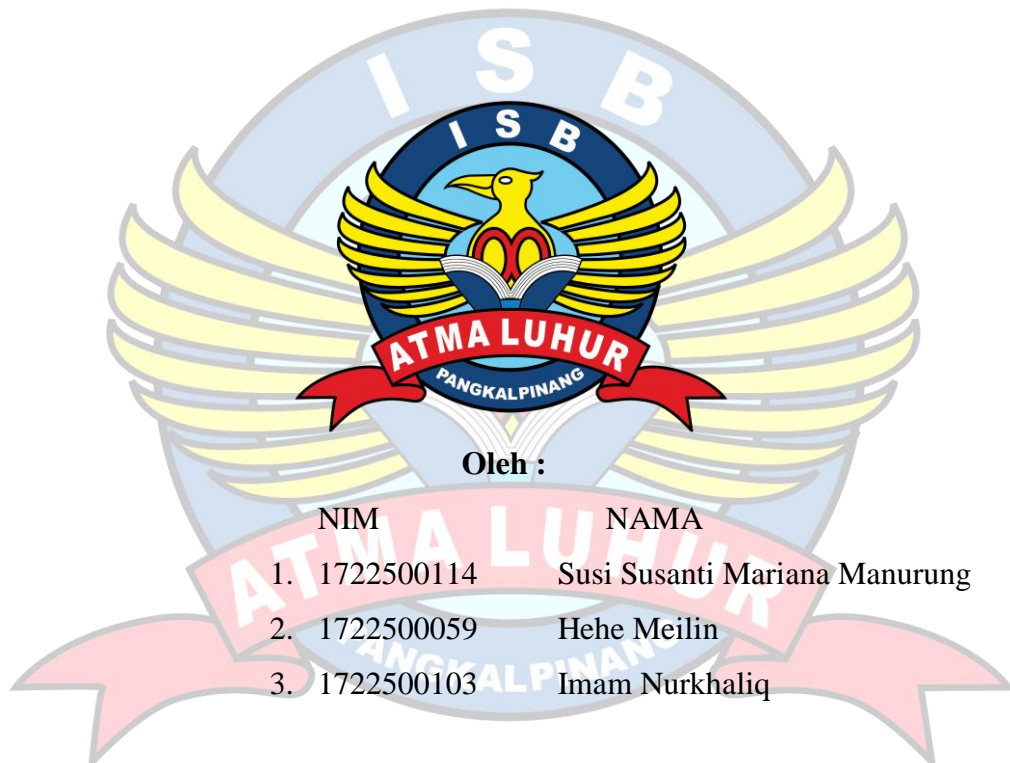 I S B
I S B
ATMA LUHUR
PANGKALPINANG
Oleh :
NIM NAMA
ATMA LUHUR
1. 1722500114 Susi Susanti Mariana Manurung
2. 1722500059 Hehe Meilin
PANGKALPINANG
3. 1722500103 Imam Nurkhaliq